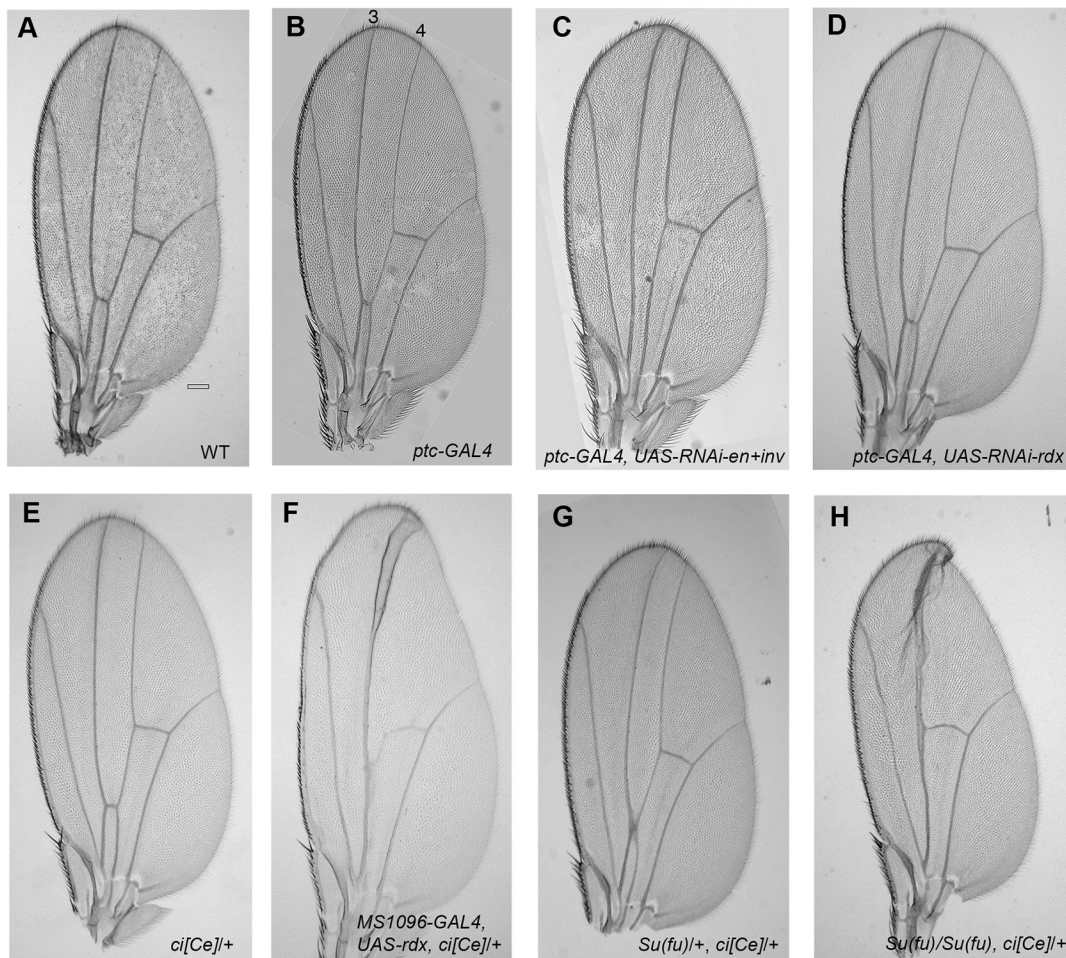 A
WT
B
3
4
ptc-GAL4
C
ptc-GAL4, UAS-RNAi-en+inv
D
ptc-GAL4, UAS-RNAi-rdx
E
ci[Ce]/+
F
MS1096-GAL4,
UAS-rdx, ci[Ce]/+
G
Su(fu)/+, ci[Ce]/+
H
Su(fu)/Su(fu), ci[Ce]/+